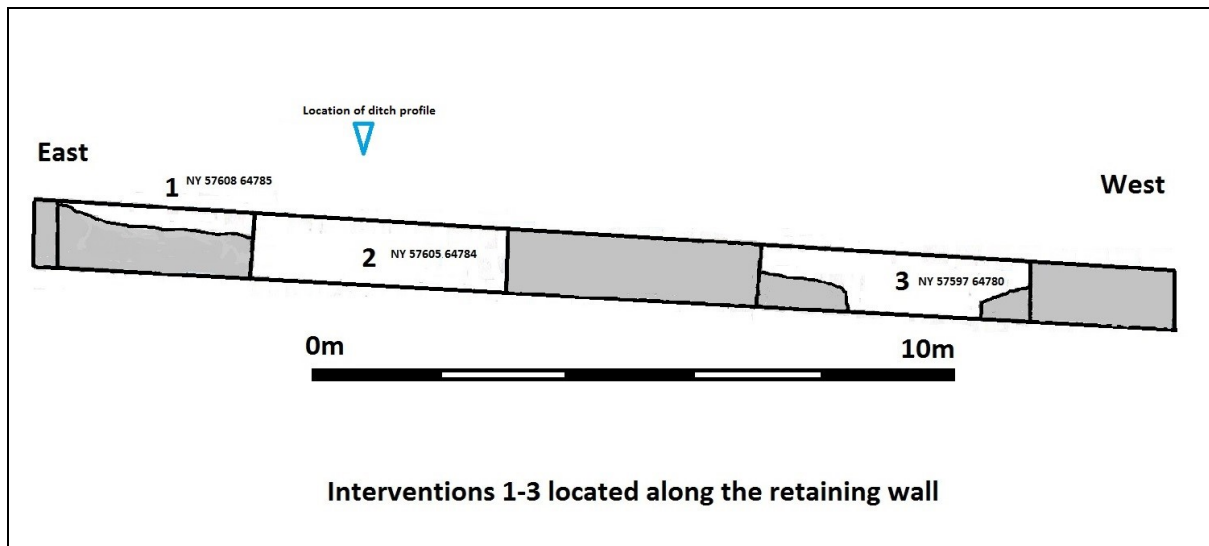 Location of ditch profile
East
1 NY 57608 64785
West
2 NY 57605 64784
3 NY 57597 64780
0m 10m
Interventions 1-3 located along the retaining wall